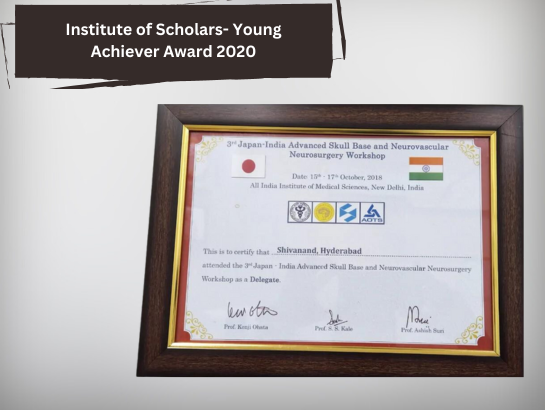 Institute of Scholars- Young
Achiever Award 2020
3rd Japan-India Advanced Skull Base and Neurovascular
Neurosurgery Workshop
Date 15th - 17th October, 2018
All India Institute of Medical Sciences, New Delhi, India
AOTS
This is to certify that Shivanand, Hyderabad
attended the 3rd Japan - India Advanced Skull Base and Neurovascular Neurosurgery
Workshop as a Delegate.
Prof. Kenji Ohata
Prof. S. S. Kale
Prof. Ashish Suri